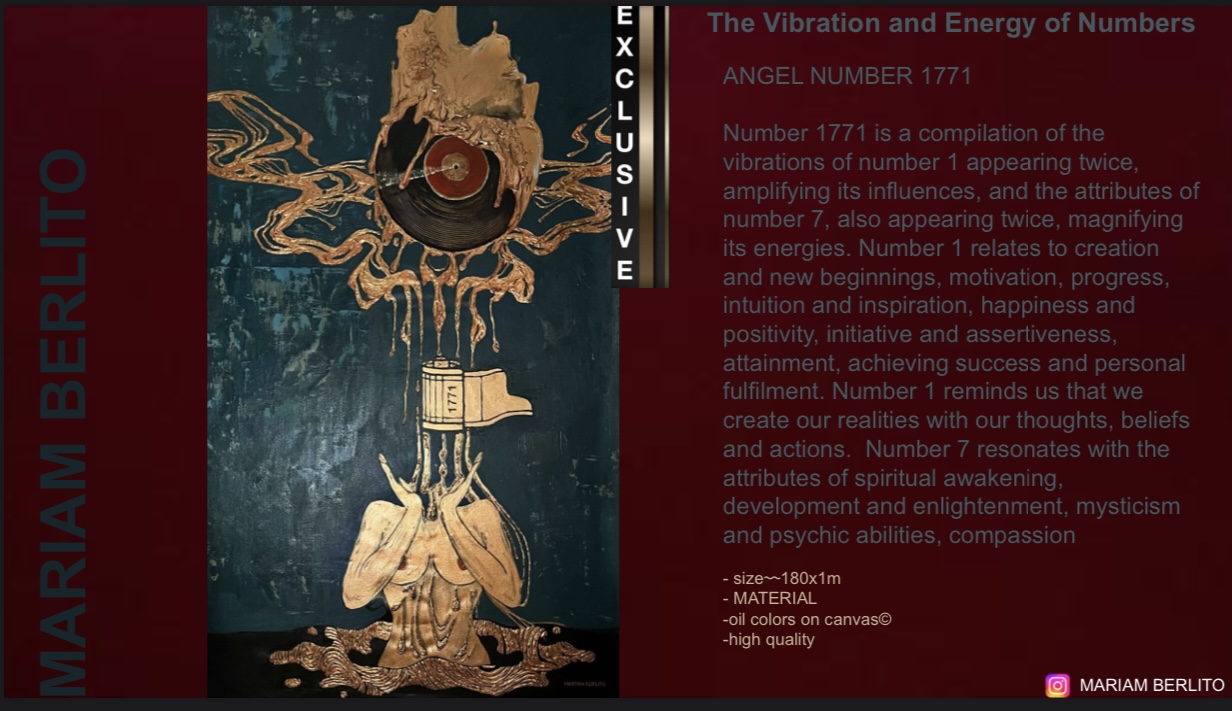 MARIAM BERLITO
EXCLUSIVE
1771
MARIAM BERLITO
The Vibration and Energy of Numbers
ANGEL NUMBER 1771
Number 1771 is a compilation of the
vibrations of number 1 appearing twice,
amplifying its influences, and the attributes of
number 7, also appearing twice, magnifying
its energies. Number 1 relates to creation
and new beginnings, motivation, progress,
intuition and inspiration, happiness and
positivity, initiative and assertiveness,
attainment, achieving success and personal
fulfilment. Number 1 reminds us that we
create our realities with our thoughts, beliefs
and actions.  Number 7 resonates with the
attributes of spiritual awakening,
development and enlightenment, mysticism
and psychic abilities, compassion
- size~~180x1m
- MATERIAL
-oil colors on canvas©
-high quality
MARIAM BERLITO